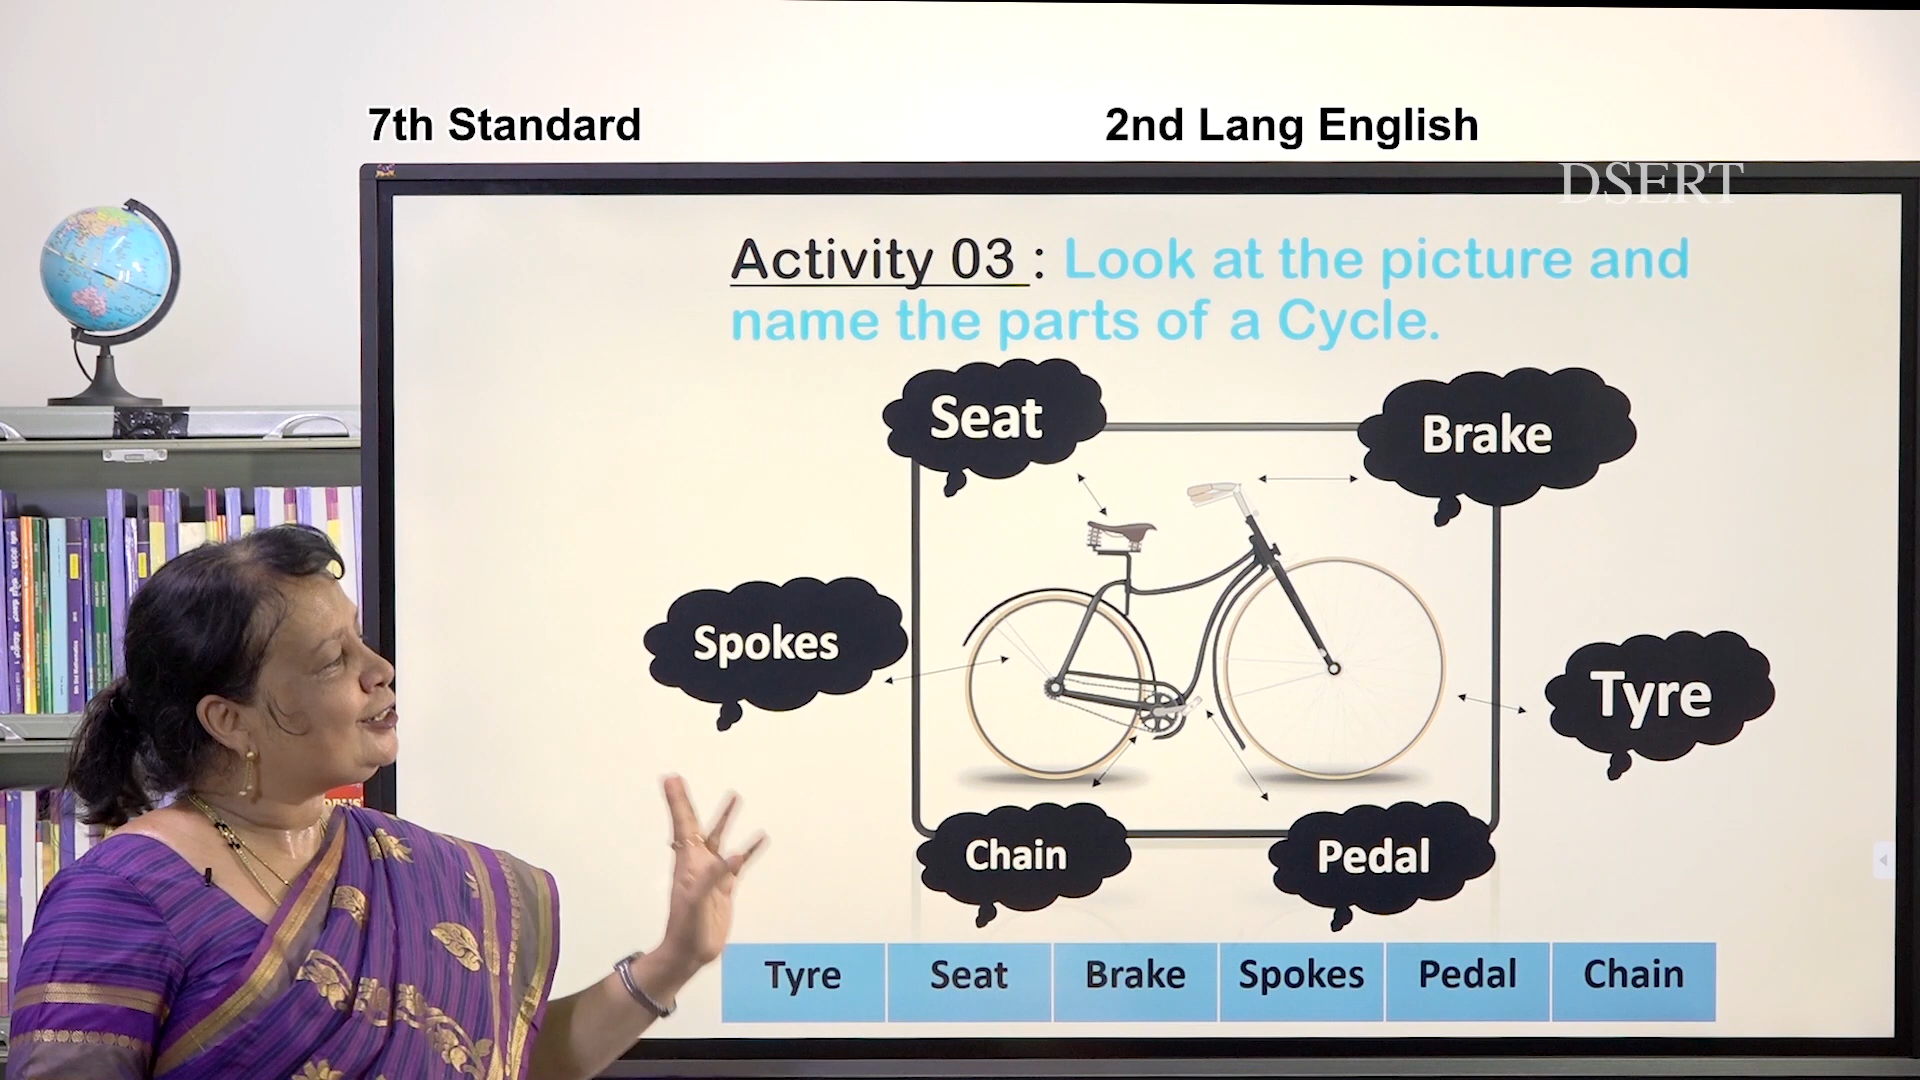 7th Standard
2nd Lang English
DSERT
Activity 03 : Look at the picture and
name the parts of a Cycle.
Seat
Brake
Spokes
Tyre
Chain
Pedal
Tyre Seat Brake Spokes Pedal Chain